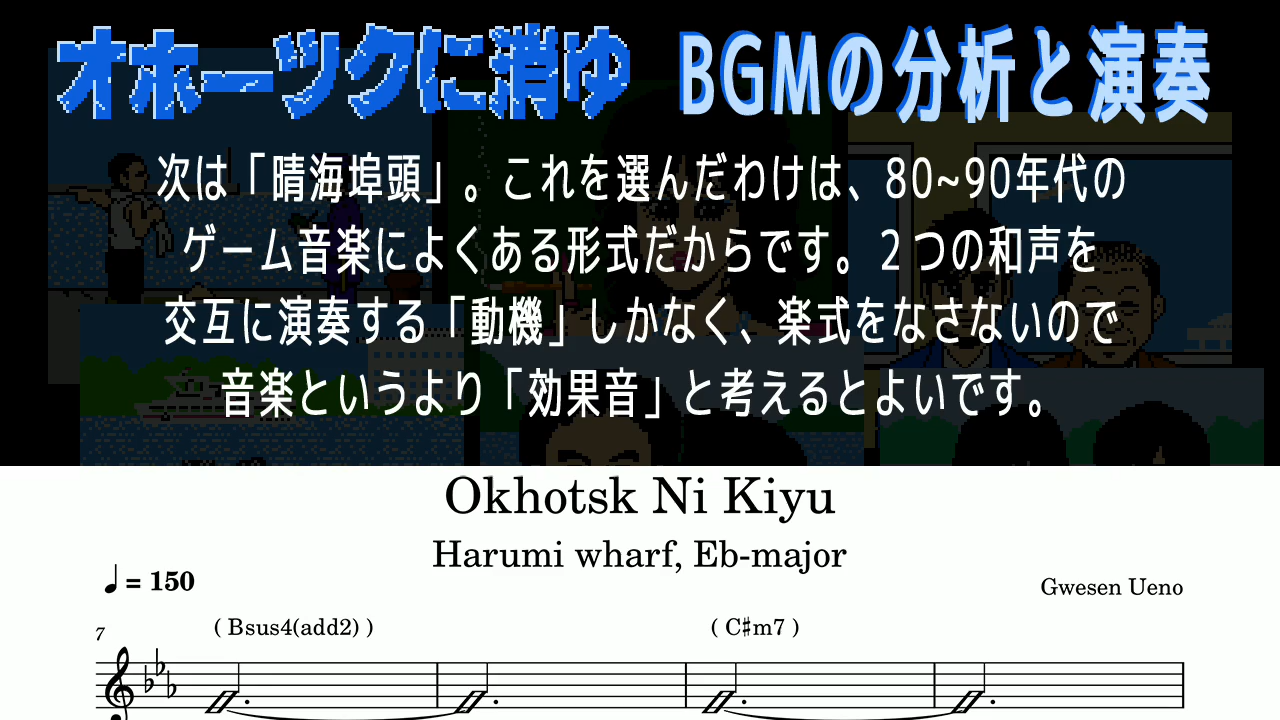 オホーツクに消ゆ BGMの分析と演奏
次は「晴海埠頭」。これを選んだわけは、80~90年代の
ゲーム音楽によくある形式だからです。２つの和声を
交互に演奏する「動機」しかなく、楽式をなさないので
音楽というより「効果音」と考えるとよいです。
Okhotsk Ni Kiyu
Harumi wharf, Eb-major
♩ = 150
Gwesen Ueno
7
( Bsus4(add2) ) ( C♯m7 )